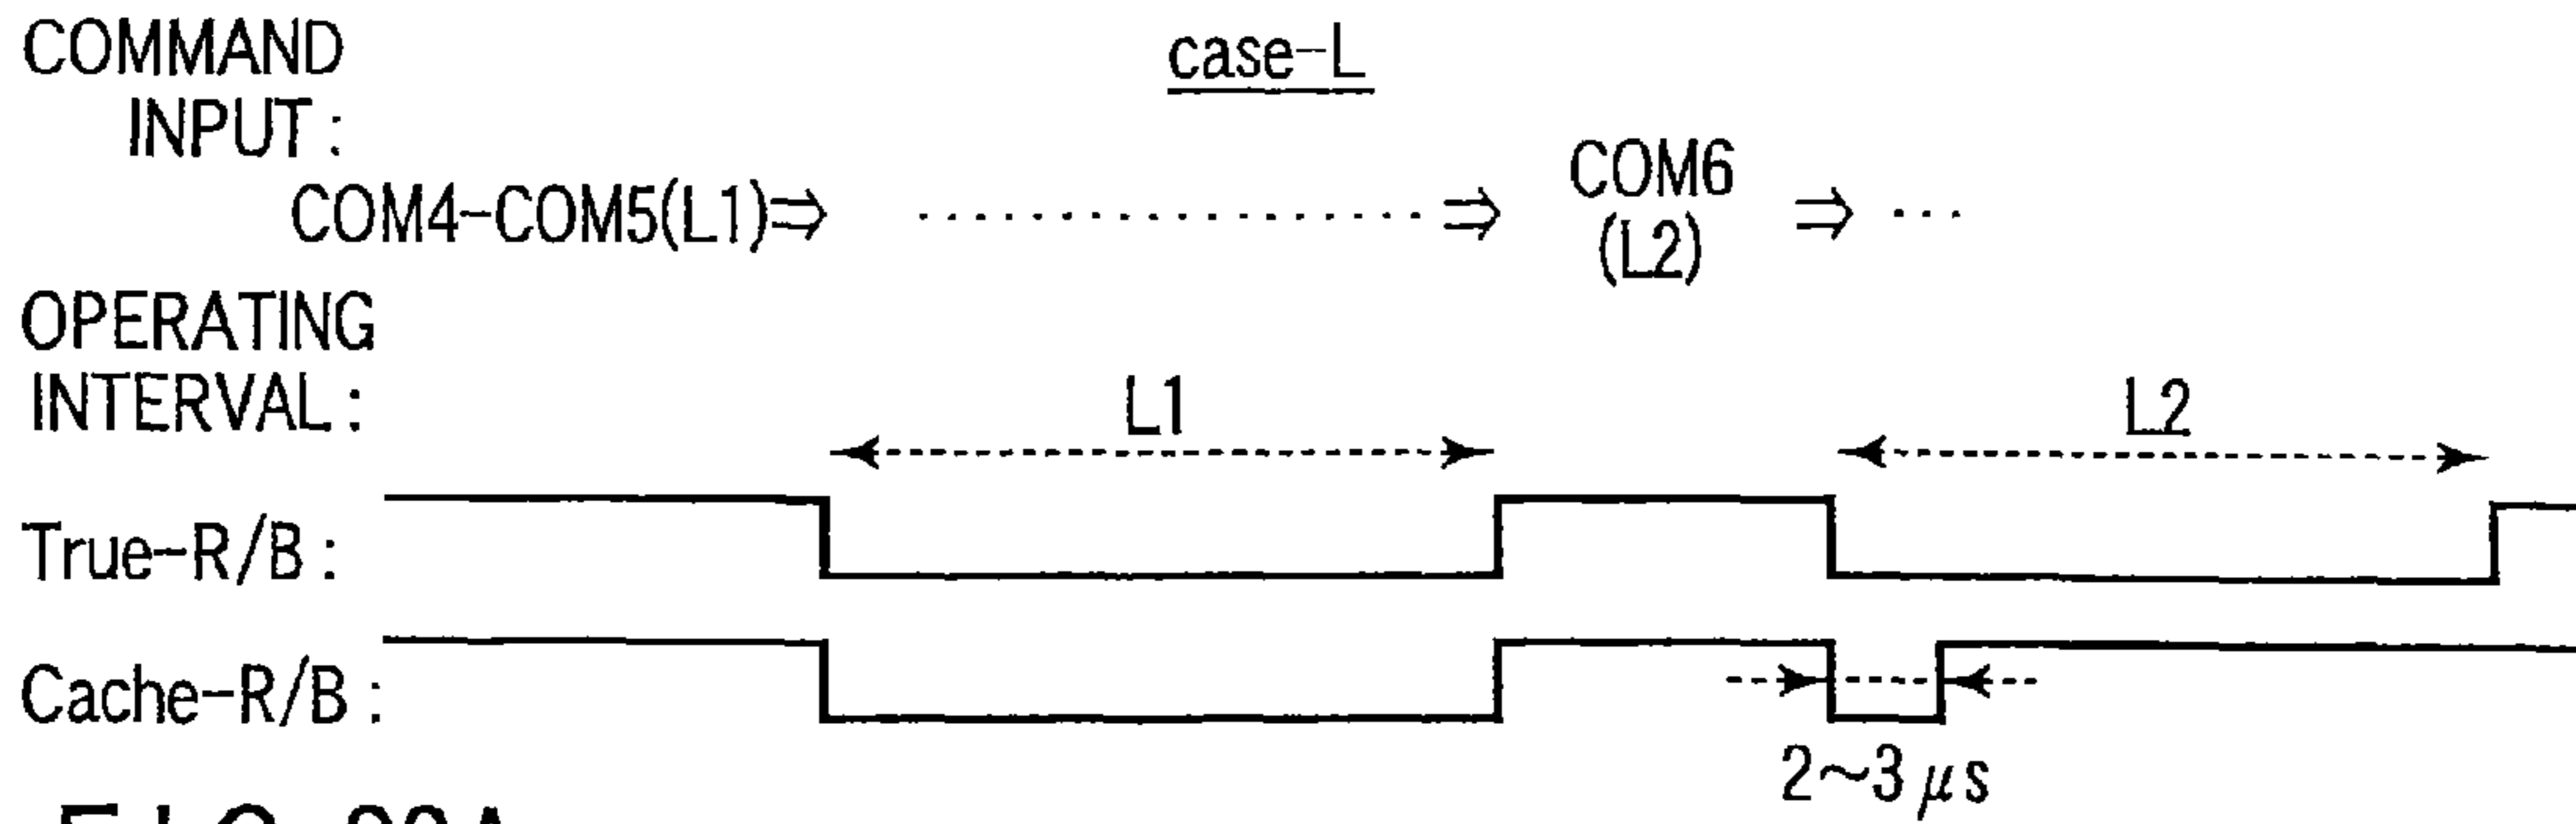 COMMAND
INPUT :
case-L
COM4-COM5(L1)⇒ ................. ⇒ COM6 ⇒ ...
(L2)
OPERATING
INTERVAL :
L1
L2
True-R/B :
Cache-R/B :
2~3 μs